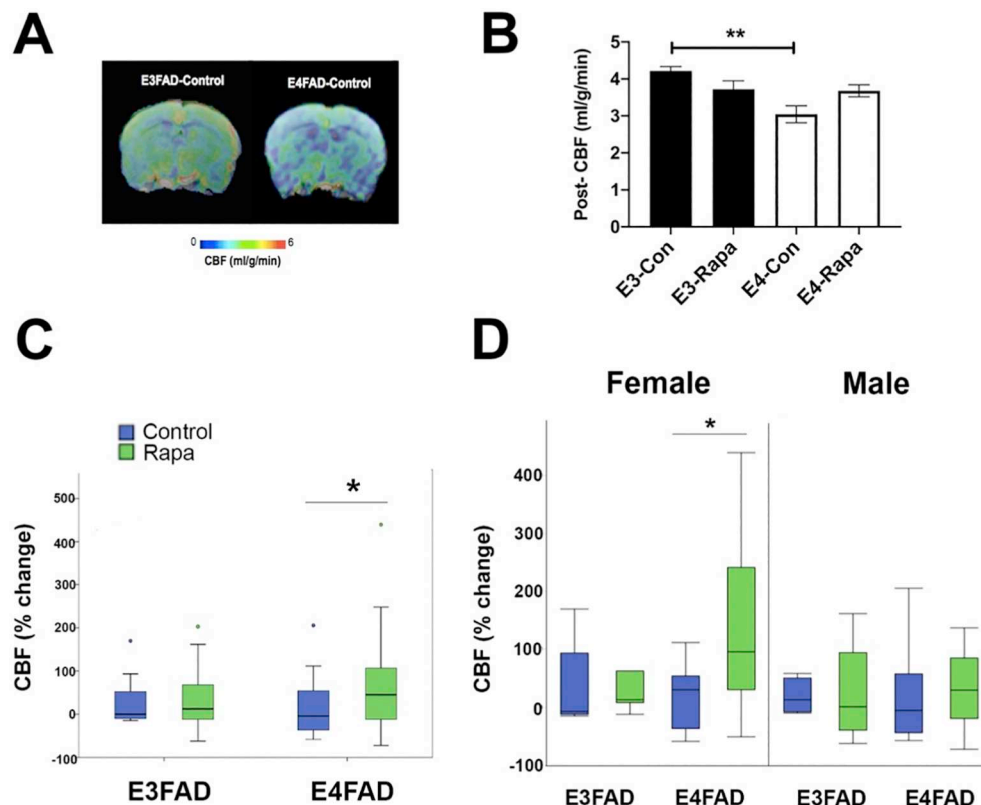 A
E3FAD-Control
E4FAD-Control
0
6
CBF (ml/g/min)
B
**
Post- CBF (ml/g/min)
5
4
3
2
1
0
E3-Con
E3-Rapa
E4-Con
E4-Rapa
C
Control
Rapa
*
CBF (% change)
500
400
300
200
100
0
-100
E3FAD
E4FAD
D
Female
Male
*
CBF (% change)
400
300
200
100
0
-100
E3FAD
E4FAD
E3FAD
E4FAD